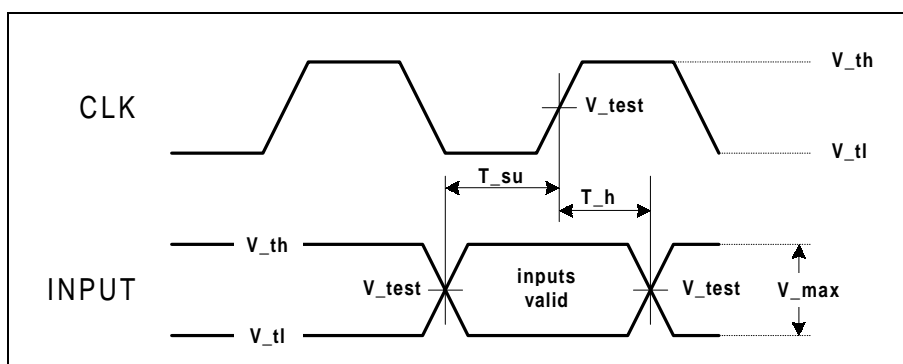 V_th
CLK
V_test
V_tl
T_su
T_h
V_th
INPUT
V_test
inputs
valid
V_test
V_max
V_tl